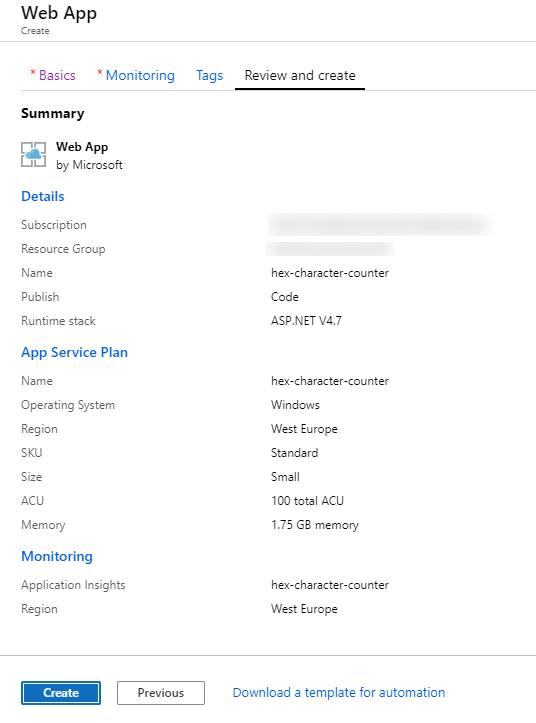 Web App
Create
* Basics * Monitoring Tags Review and create
Summary
Web App
by Microsoft
Details
Subscription
Resource Group
Name hex-character-counter
Publish Code
Runtime stack ASP.NET V4.7
App Service Plan
Name hex-character-counter
Operating System Windows
Region West Europe
SKU Standard
Size Small
ACU 100 total ACU
Memory 1.75 GB memory
Monitoring
Application Insights hex-character-counter
Region West Europe
Create Previous Download a template for automation